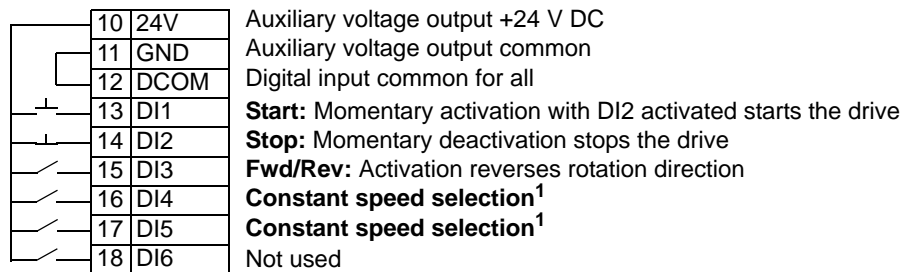 10 24V Auxiliary voltage output +24 V DC
11 GND Auxiliary voltage output common
12 DCOM Digital input common for all
13 DI1 Start: Momentary activation with DI2 activated starts the drive
14 DI2 Stop: Momentary deactivation stops the drive
15 DI3 Fwd/Rev: Activation reverses rotation direction
16 DI4 Constant speed selection1
17 DI5 Constant speed selection1
18 DI6 Not used